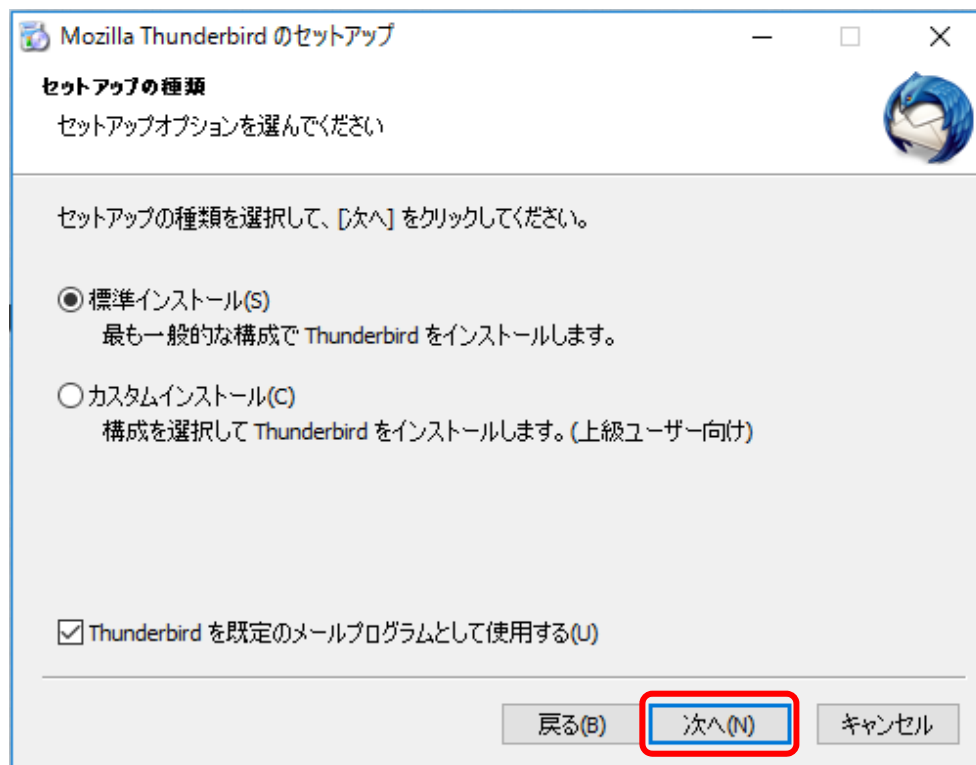 Mozilla Thunderbird のセットアップ
セットアップの種類
セットアップオプションを選んでください
セットアップの種類を選択して、[次へ] をクリックしてください。
標準インストール(S)
最も一般的な構成で Thunderbird をインストールします。
カスタムインストール(C)
構成を選択して Thunderbird をインストールします。(上級ユーザー向け)
Thunderbird を既定のメールプログラムとして使用する(U)
戻る(B) 次へ(N) キャンセル